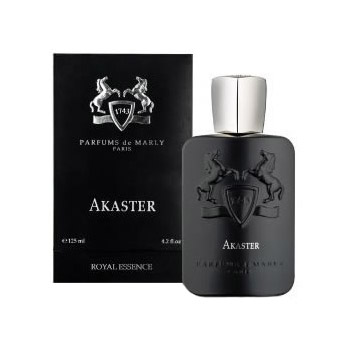 1743
PARFUMS de MARLY
PARIS
AKASTER
e 125 ml 4.2 fl.oz
ROYAL ESSENCE
AKASTER
PARFUMS de MARLY
PARIS